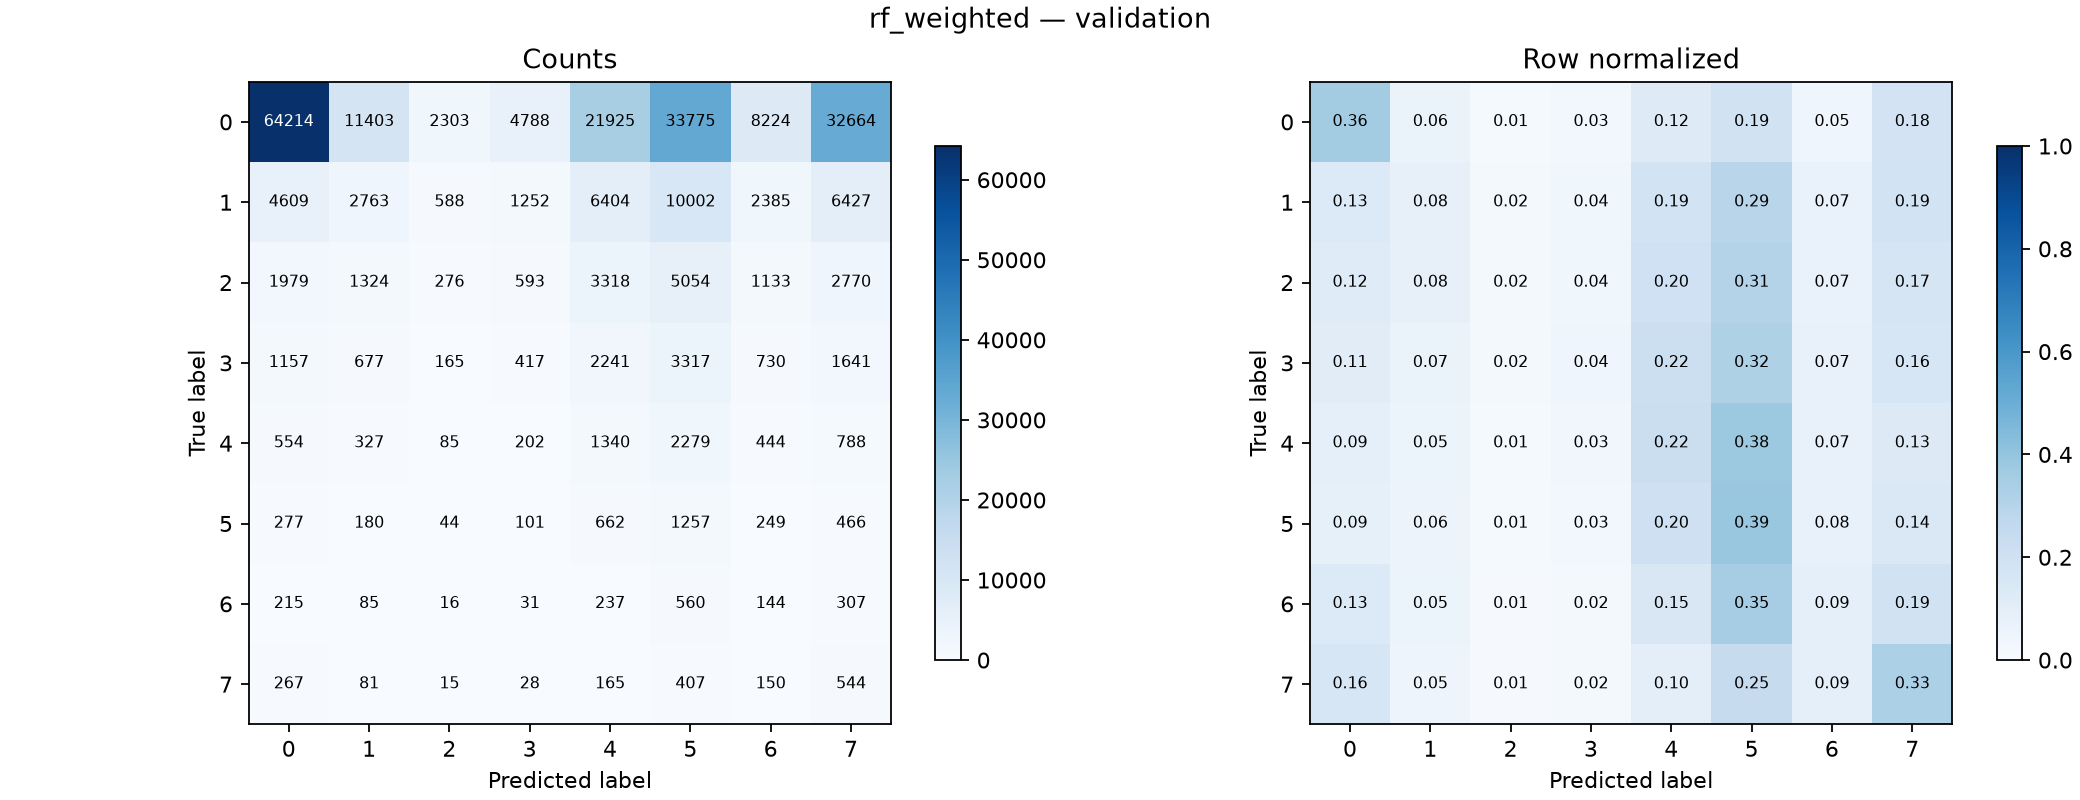 rf_weighted — validation
Counts
True label
0 64214 11403 2303 4788 21925 33775 8224 32664
1 4609 2763 588 1252 6404 10002 2385 6427
2 1979 1324 276 593 3318 5054 1133 2770
3 1157 677 165 417 2241 3317 730 1641
4 554 327 85 202 1340 2279 444 788
5 277 180 44 101 662 1257 249 466
6 215 85 16 31 237 560 144 307
7 267 81 15 28 165 407 150 544
0 1 2 3 4 5 6 7
Predicted label
60000
50000
40000
30000
20000
10000
0
Row normalized
True label
0 0.36 0.06 0.01 0.03 0.12 0.19 0.05 0.18
1 0.13 0.08 0.02 0.04 0.19 0.29 0.07 0.19
2 0.12 0.08 0.02 0.04 0.20 0.31 0.07 0.17
3 0.11 0.07 0.02 0.04 0.22 0.32 0.07 0.16
4 0.09 0.05 0.01 0.03 0.22 0.38 0.07 0.13
5 0.09 0.06 0.01 0.03 0.20 0.39 0.08 0.14
6 0.13 0.05 0.01 0.02 0.15 0.35 0.09 0.19
7 0.16 0.05 0.01 0.02 0.10 0.25 0.09 0.33
0 1 2 3 4 5 6 7
Predicted label
1.0
0.8
0.6
0.4
0.2
0.0